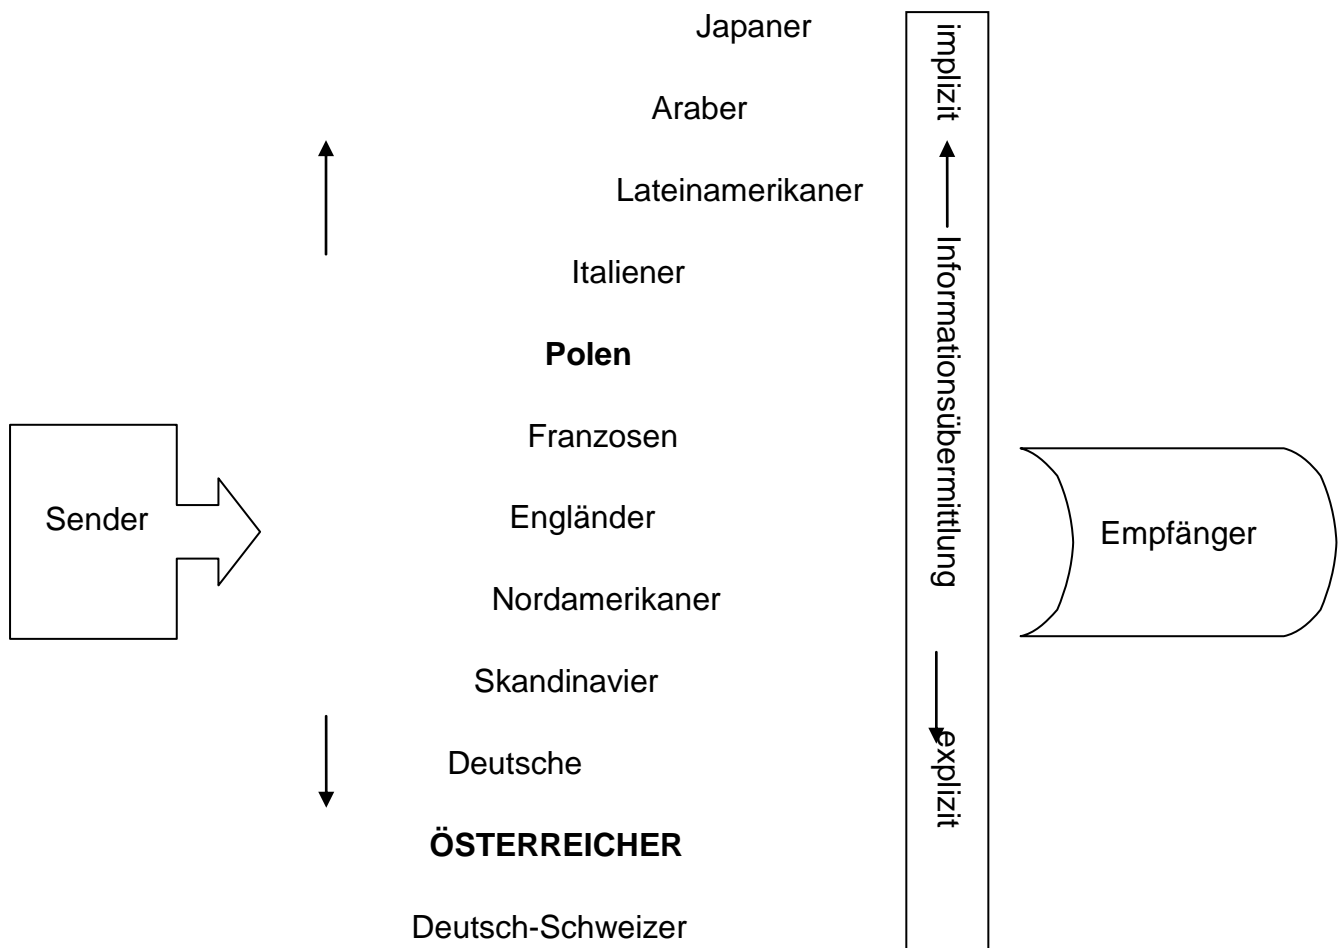 Japaner
implizit
Araber
Lateinamerikaner
Informationsübermittlung
Italiener
Polen
Franzosen
Sender
Engländer
Empfänger
Nordamerikaner
Skandinavier
explizit
Deutsche
ÖSTERREICHER
Deutsch-Schweizer